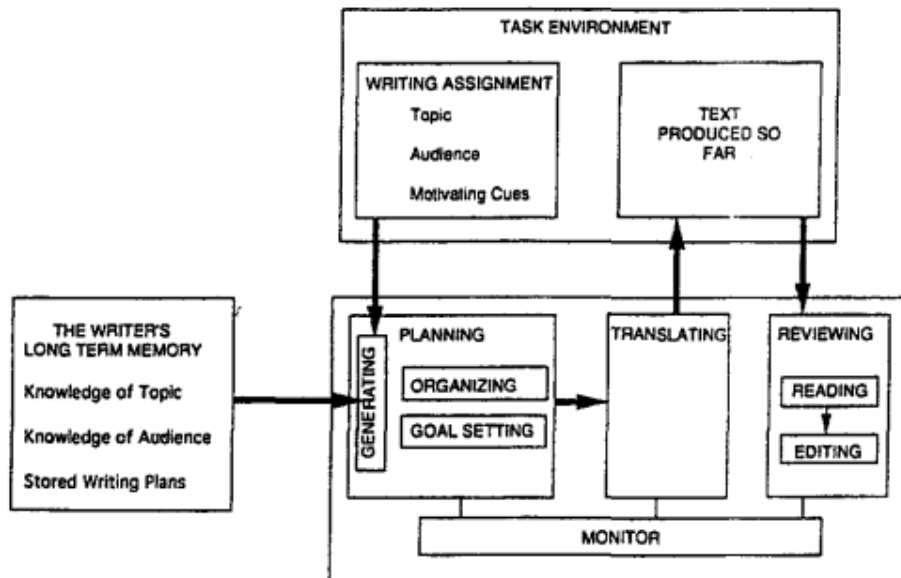 TASK ENVIRONMENT
WRITING ASSIGNMENT
Topic
Audience
Motivating Cues
TEXT
PRODUCED SO
FAR
THE WRITER'S
LONG TERM MEMORY
Knowledge of Topic
Knowledge of Audience
Stored Writing Plans
PLANNING
GENERATING
ORGANIZING
GOAL SETTING
TRANSLATING
REVIEWING
READING
EDITING
MONITOR